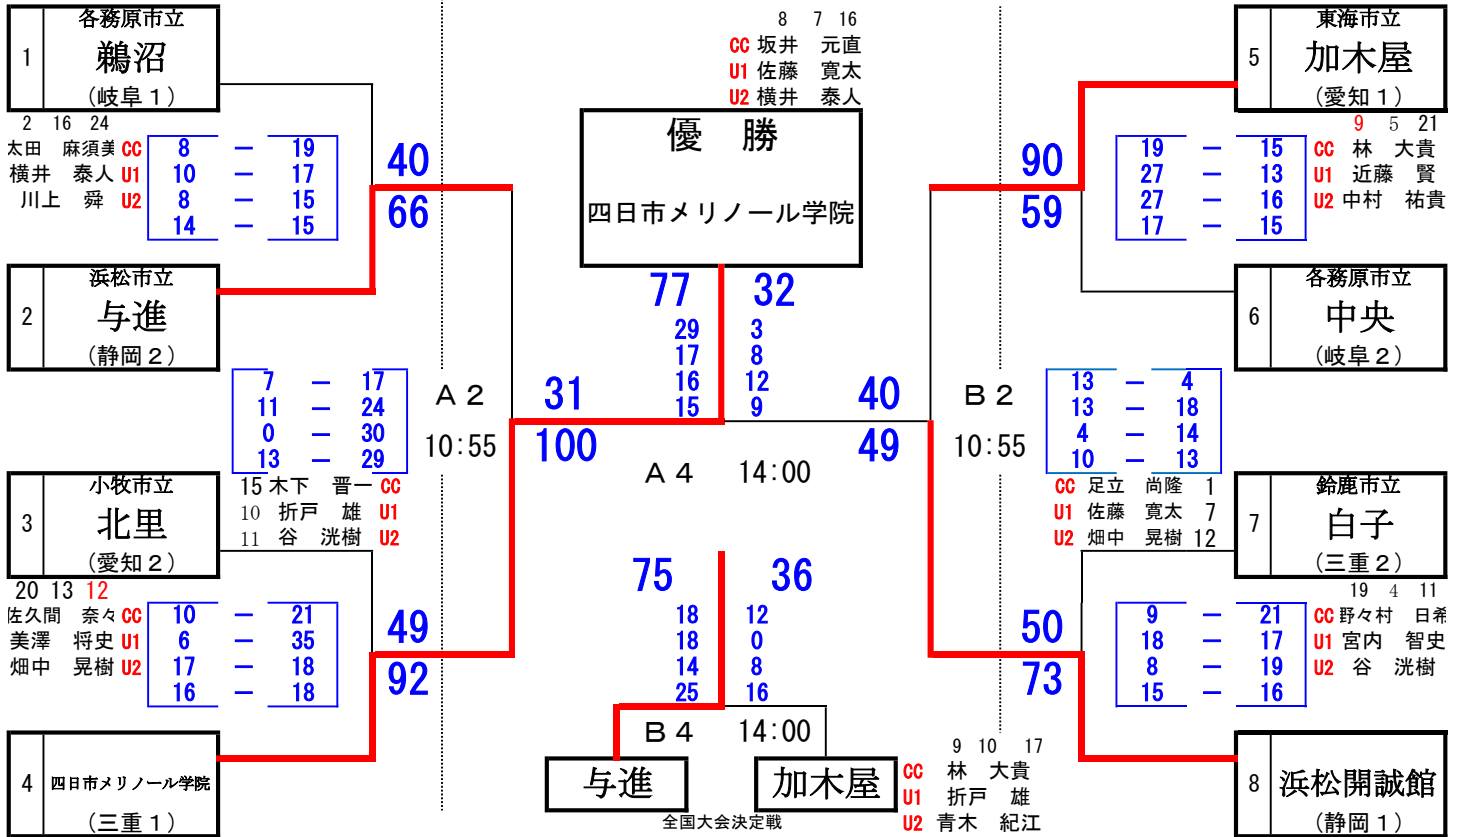 1
各務原市立
鵜沼
(岐阜１)
2 16 24
太田 麻須美 CC
横井 泰人 U1
川上 舜 U2
8 － 19
10 － 17
8 － 15
14 － 15
40
66
2
浜松市立
与進
(静岡２)
7 － 17
11 － 24
0 － 30
13 － 29
Ａ２
10:55
31
100
15 木下 晋一 CC
10 折戸 雄 U1
11 谷 洸樹 U2
3
小牧市立
北里
(愛知２)
20 13 12
佐久間 奈々 CC
美澤 将史 U1
畑中 晃樹 U2
10 － 21
6 － 35
17 － 18
16 － 18
49
92
4
四日市メリノール学院
(三重１)
8 7 16
CC 坂井 元直
U1 佐藤 寛太
U2 横井 泰人
優 勝
四日市メリノール学院
77 32
29 3
17 8
16 12
15 9
Ａ４ 14:00
75 36
18 12
18 0
14 8
25 16
Ｂ４ 14:00
与進
加木屋
全国大会決定戦
9 10 17
CC 林 大貴
U1 折戸 雄
U2 青木 紀江
5
東海市立
加木屋
(愛知１)
9 5 21
CC 林 大貴
U1 近藤 賢
U2 中村 祐貴
19 － 15
27 － 13
27 － 16
17 － 15
90
59
6
各務原市立
中央
(岐阜２)
40
49
Ｂ２
10:55
13 － 4
13 － 18
4 － 14
10 － 13
CC 足立 尚隆 1
U1 佐藤 寛太 7
U2 畑中 晃樹 12
7
鈴鹿市立
白子
(三重２)
19 4 11
CC 野々村 日希
U1 宮内 智史
U2 谷 洸樹
9 － 21
18 － 17
8 － 19
15 － 16
50
73
8
浜松開誠館
(静岡１)